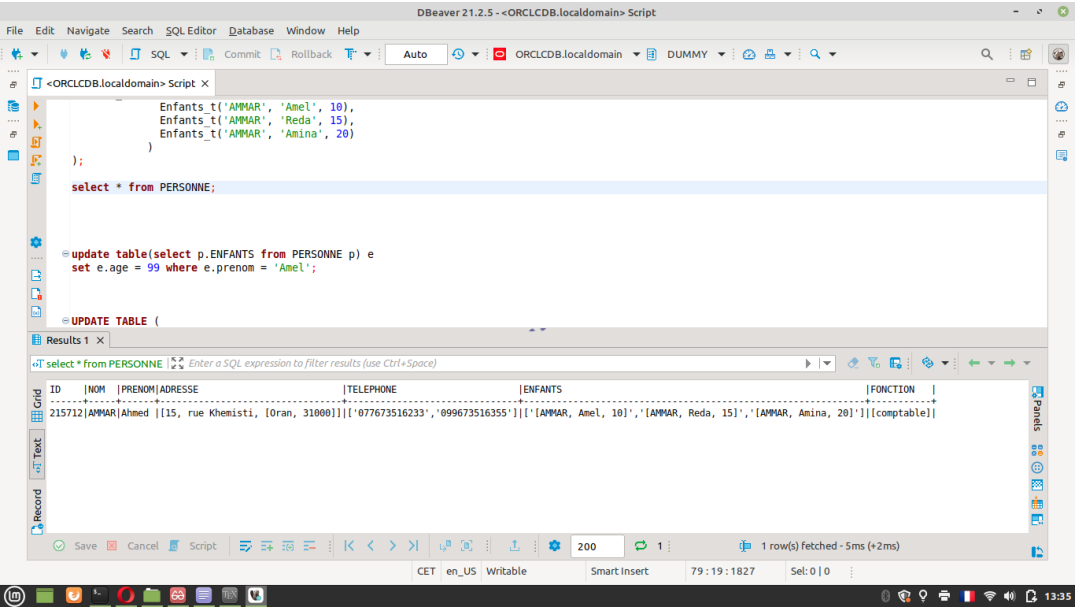 DBeaver 21.2.5 - <ORCLCDB.localdomain> Script
File Edit Navigate Search SQL Editor Database Window Help
SQL Commit Rollback Auto ORCLCDB.localdomain DUMMY
<ORCLCDB.localdomain> Script
Enfants_t('AMMAR', 'Amel', 10),
Enfants_t('AMMAR', 'Reda', 15),
Enfants_t('AMMAR', 'Amina', 20)
)
);
select * from PERSONNE;
update table(select p.ENFANTS from PERSONNE p) e
set e.age = 99 where e.prenom = 'Amel';
UPDATE TABLE (
Results 1
select * from PERSONNE Enter a SQL expression to filter results (use Ctrl+Space)
Grid
Text
Record
ID |NOM |PRENOM|ADRESSE |TELEPHONE |ENFANTS |FONCTION |
------+-----+------+------------------------------+------------------------------+-----------------------------------------------------------+-----------+
215712|AMMAR|Ahmed |[15, rue Khemisti, [Oran, 31000]]|['077673516233','099673516355']|['[AMMAR, Amel, 10]','[AMMAR, Reda, 15]','[AMMAR, Amina, 20]']|[comptable]|
Panels
Save Cancel Script 200 1 1 row(s) fetched - 5ms (+2ms)
CET en_US Writable Smart Insert 79 : 19 : 1827 Sel: 0 | 0
13:35